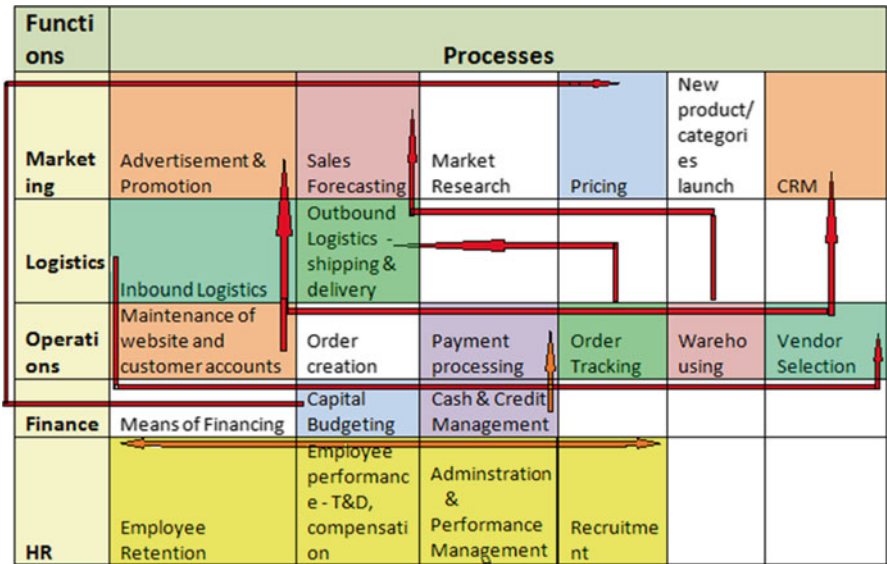 Functi
ons
Processes
Market
ing
Advertisement &
Promotion
Sales
Forecasting
Market
Research
Pricing
New
product/
categori
es
launch
CRM
Logistics
Inbound Logistics
Outbound
Logistics -
shipping &
delivery
Operati
ons
Maintenance of
website and
customer accounts
Order
creation
Payment
processing
Order
Tracking
Wareho
using
Vendor
Selection
Finance
Means of Financing
Capital
Budgeting
Cash & Credit
Management
HR
Employee
Retention
Employee
performanc
e - T&D,
compensati
on
Adminstration
&
Performance
Management
Recruitme
nt